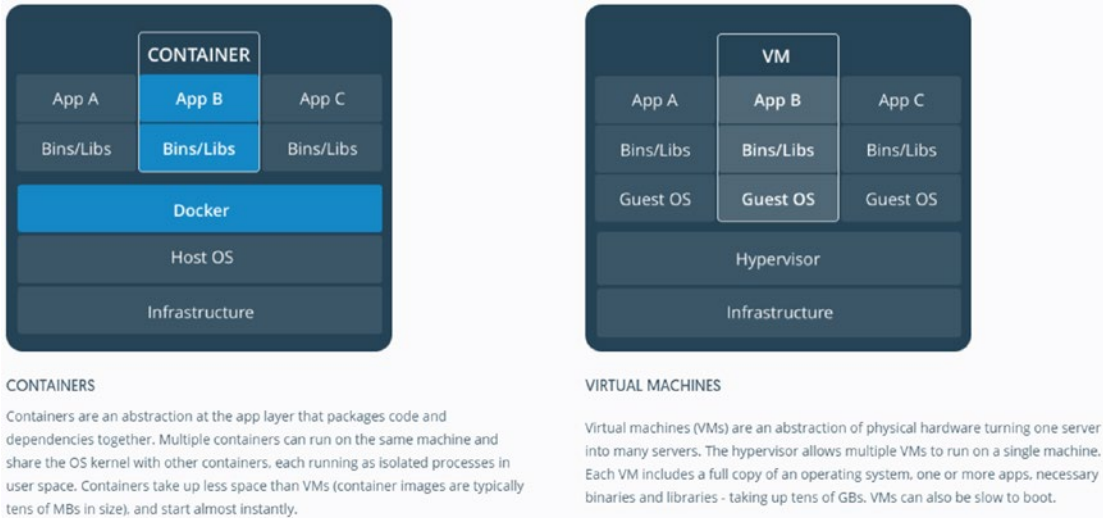 CONTAINER
App A App B App C
Bins/Libs Bins/Libs Bins/Libs
Docker
Host OS
Infrastructure
CONTAINERS
Containers are an abstraction at the app layer that packages code and
dependencies together. Multiple containers can run on the same machine and
share the OS kernel with other containers, each running as isolated processes in
user space. Containers take up less space than VMs (container images are typically
tens of MBs in size), and start almost instantly.
VM
App A App B App C
Bins/Libs Bins/Libs Bins/Libs
Guest OS Guest OS Guest OS
Hypervisor
Infrastructure
VIRTUAL MACHINES
Virtual machines (VMs) are an abstraction of physical hardware turning one server
into many servers. The hypervisor allows multiple VMs to run on a single machine.
Each VM includes a full copy of an operating system, one or more apps, necessary
binaries and libraries - taking up tens of GBs. VMs can also be slow to boot.